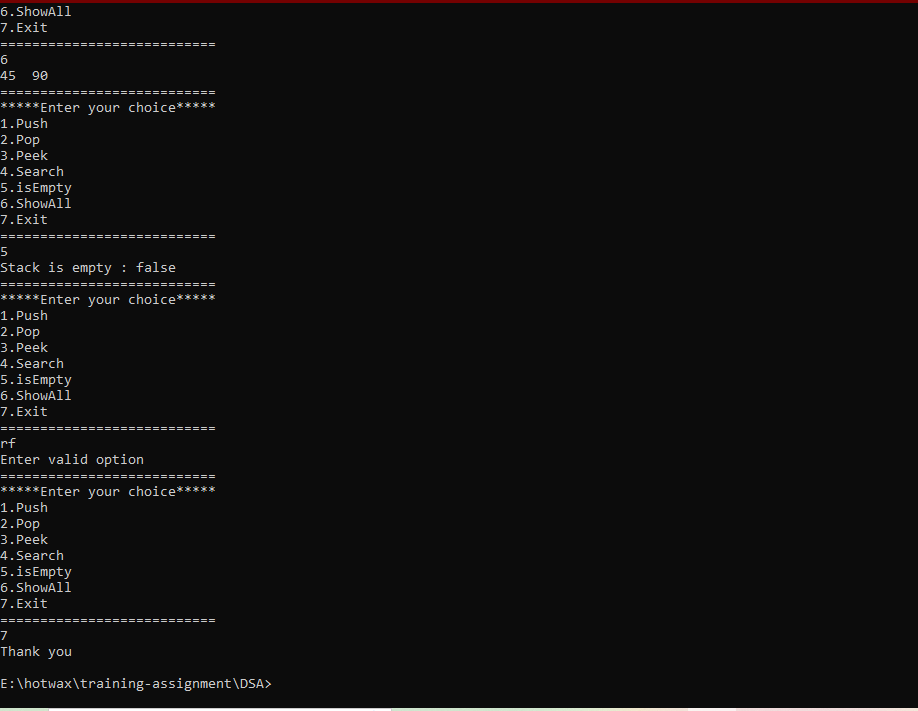 6.ShowAll
7.Exit
===========================
6
45  90
===========================
*****Enter your choice*****
1.Push
2.Pop
3.Peek
4.Search
5.isEmpty
6.ShowAll
7.Exit
===========================
5
Stack is empty : false
===========================
*****Enter your choice*****
1.Push
2.Pop
3.Peek
4.Search
5.isEmpty
6.ShowAll
7.Exit
===========================
rf
Enter valid option
===========================
*****Enter your choice*****
1.Push
2.Pop
3.Peek
4.Search
5.isEmpty
6.ShowAll
7.Exit
===========================
7
Thank you
E:\hotwax\training-assignment\DSA>